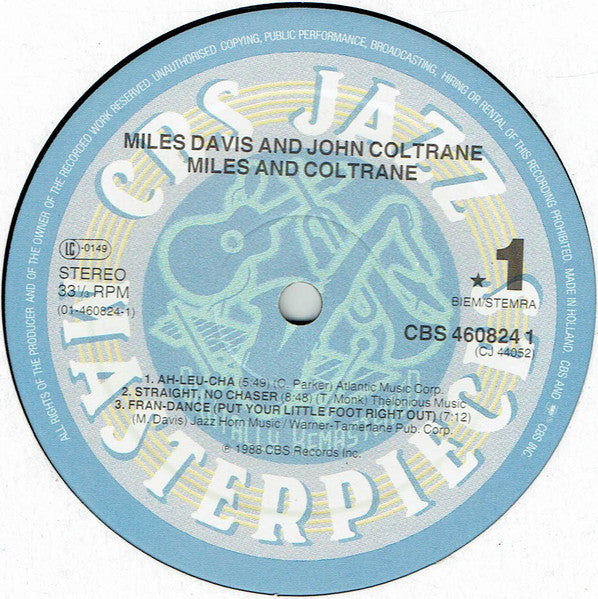 ALL RIGHTS OF THE PRODUCER AND OF THE OWNER OF THE RECORDED WORK RESERVED. UNAUTHORISED COPYING, PUBLIC PERFORMANCE, BROADCASTING, HIRING OR RENTAL OF THIS RECORDING PROHIBITED. MADE IN HOLLAND. CBS AND CBS INC.
CBS JAZZ
MILES DAVIS AND JOHN COLTRANE
MILES AND COLTRANE
LC-0149
STEREO
33⅓ RPM
(01-460824-1)
★ 1
BIEM/STEMRA
CBS 460824 1
(CJ 44052)
1. AH-LEU-CHA (5:49) (C. Parker) Atlantic Music Corp.
2. STRAIGHT, NO CHASER (8:48) (T. Monk) Thelonious Music
3. FRAN-DANCE (PUT YOUR LITTLE FOOT RIGHT OUT) (7:12)
(M. Davis) Jazz Horn Music / Warner-Tamerlane Pub. Corp.
℗ 1988 CBS Records Inc.
MASTERPIECES